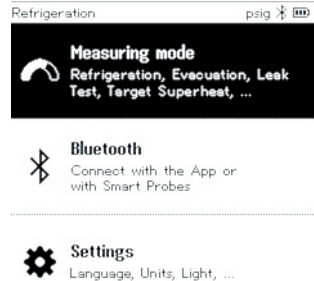 Refrigeration psig
Measuring mode
Refrigeration, Evacuation, Leak
Test, Target Superheat, ...
Bluetooth
Connect with the App or
with Smart Probes
Settings
Language, Units, Light, ...